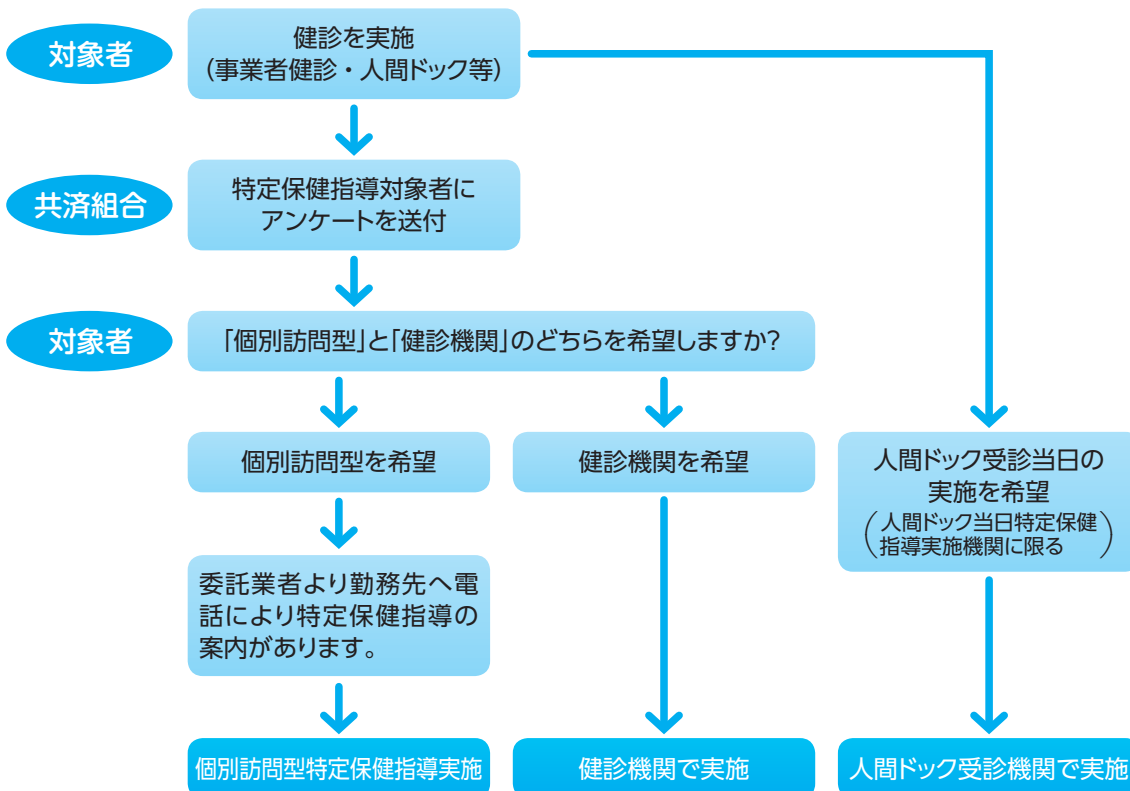 対象者
健診を実施
（事業者健診・人間ドック等）
共済組合
特定保健指導対象者に
アンケートを送付
対象者
「個別訪問型」と「健診機関」のどちらを希望しますか？
個別訪問型を希望
健診機関を希望
人間ドック受診当日の
実施を希望
（人間ドック当日特定保健
指導実施機関に限る）
委託業者より勤務先へ電
話により特定保健指導の
案内があります。
個別訪問型特定保健指導実施
健診機関で実施
人間ドック受診機関で実施